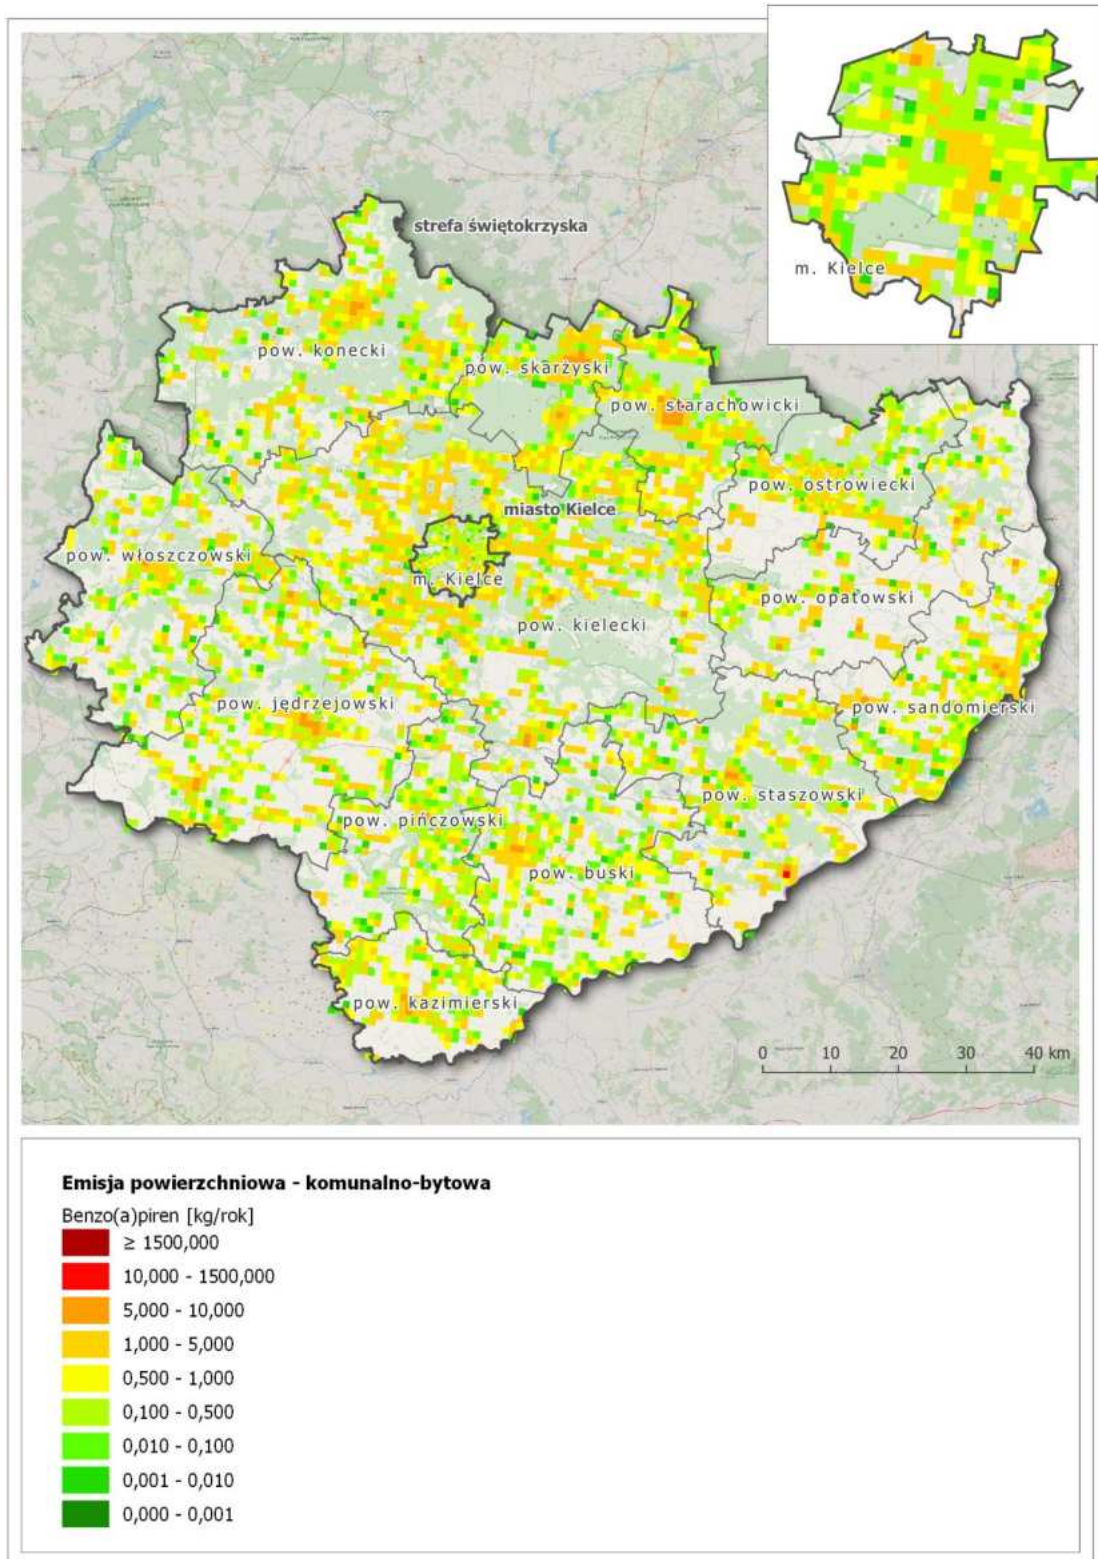 m. Kielce
strefa świętokrzyska
pow. konecki
pow. skarżyski
pow. starachowicki
pow. ostrowiecki
miasto Kielce
pow. włoszczowski
m. Kielce
pow. opatowski
pow. kielecki
pow. jędrzejowski
pow. sandomierski
pow. staszowski
pow. pińczowski
pow. buski
pow. kazimierski
0 10 20 30 40 km
Emisja powierzchniowa - komunalno-bytowa
Benzo(a)piren [kg/rok]
≥ 1500,000
10,000 - 1500,000
5,000 - 10,000
1,000 - 5,000
0,500 - 1,000
0,100 - 0,500
0,010 - 0,100
0,001 - 0,010
0,000 - 0,001